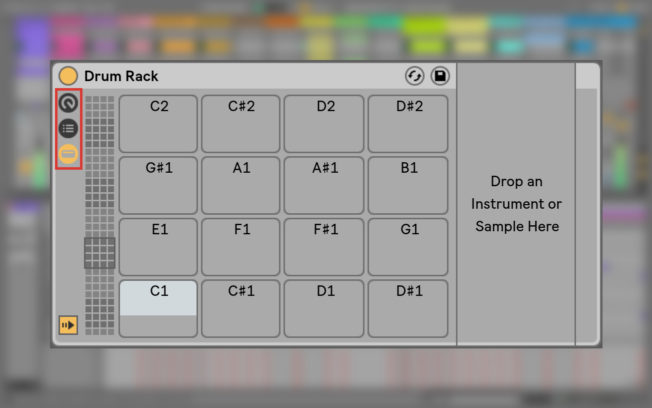 Drum Rack
C2 C#2 D2 D#2
G#1 A1 A#1 B1
E1 F1 F#1 G1
C1 C#1 D1 D#1
Drop an
Instrument or
Sample Here